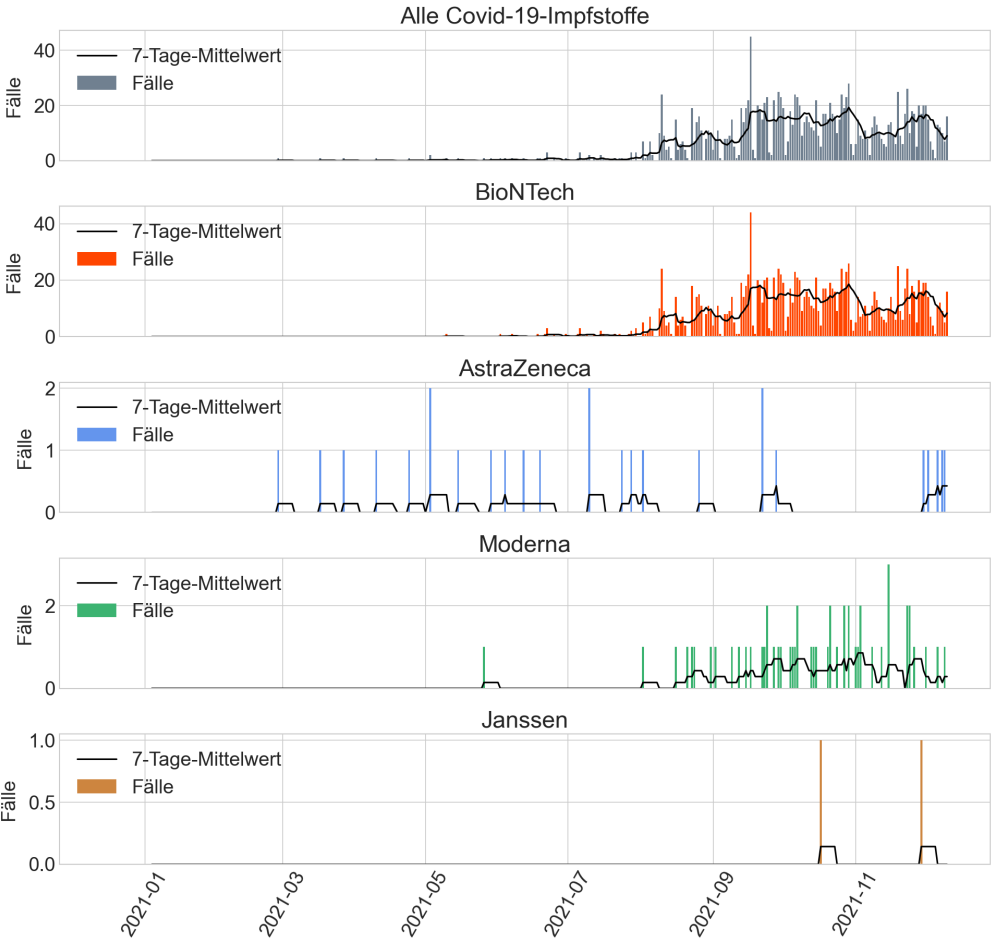 Alle Covid-19-Impfstoffe
40
20
0
Fälle
7-Tage-Mittelwert
Fälle
BioNTech
40
20
0
Fälle
7-Tage-Mittelwert
Fälle
AstraZeneca
2
1
0
Fälle
7-Tage-Mittelwert
Fälle
Moderna
2
0
Fälle
7-Tage-Mittelwert
Fälle
Janssen
1.0
0.5
0.0
Fälle
7-Tage-Mittelwert
Fälle
2021-01
2021-03
2021-05
2021-07
2021-09
2021-11